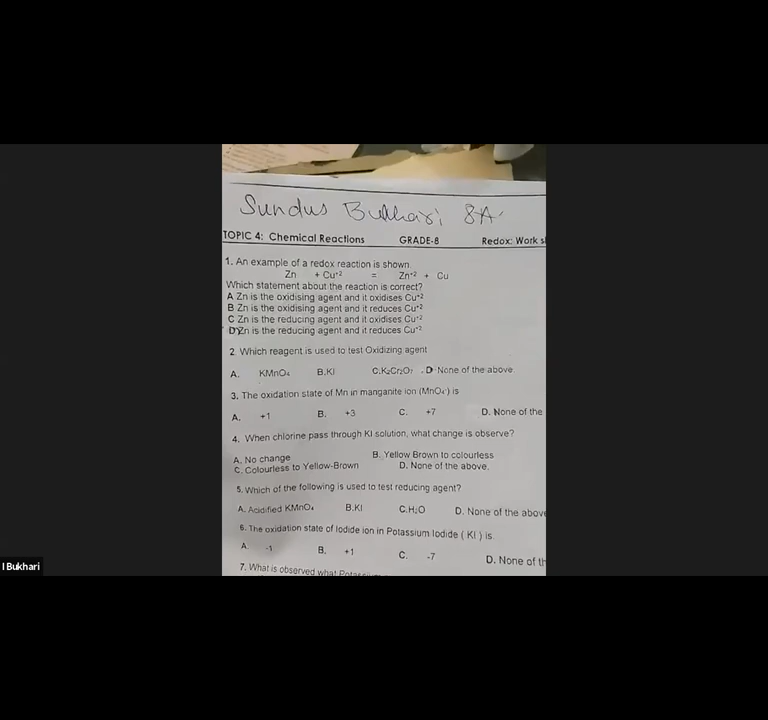 Sundus Bukhari 8A
TOPIC 4: Chemical Reactions GRADE-8 Redox: Work s
1. An example of a redox reaction is shown.
Zn + Cu⁺² = Zn⁺² + Cu
Which statement about the reaction is correct?
A Zn is the oxidising agent and it oxidises Cu⁺²
B Zn is the oxidising agent and it reduces Cu⁺²
C Zn is the reducing agent and it oxidises Cu⁺²
D Zn is the reducing agent and it reduces Cu⁺²
2. Which reagent is used to test Oxidizing agent
A. KMnO₄ B.KI C.K₂Cr₂O₇ . D None of the above.
3. The oxidation state of Mn in manganite ion (MnO₄⁻) is
A. +1 B. +3 C. +7 D. None of the
4. When chlorine pass through KI solution, what change is observe?
A. No change B. Yellow Brown to colourless
C. Colourless to Yellow-Brown D. None of the above.
5. Which of the following is used to test reducing agent?
A. Acidified KMnO₄ B.KI C.H₂O D. None of the above
6. The oxidation state of Iodide ion in Potassium Iodide ( KI ) is
A. -1 B. +1 C. -7 D. None of th
7. What is observed what
I Bukhari